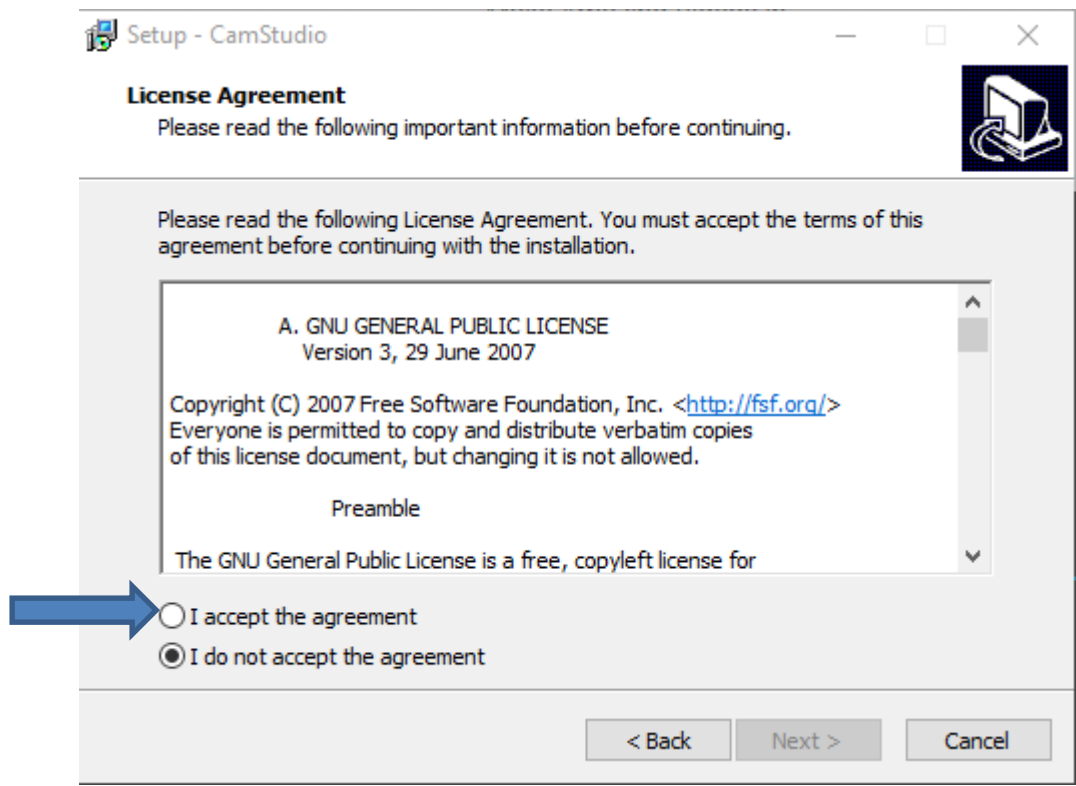 Setup - CamStudio
License Agreement
Please read the following important information before continuing.
Please read the following License Agreement. You must accept the terms of this
agreement before continuing with the installation.
A. GNU GENERAL PUBLIC LICENSE
Version 3, 29 June 2007
Copyright (C) 2007 Free Software Foundation, Inc. <http://fsf.org/>
Everyone is permitted to copy and distribute verbatim copies
of this license document, but changing it is not allowed.
Preamble
The GNU General Public License is a free, copyleft license for
I accept the agreement
I do not accept the agreement
< Back Next > Cancel